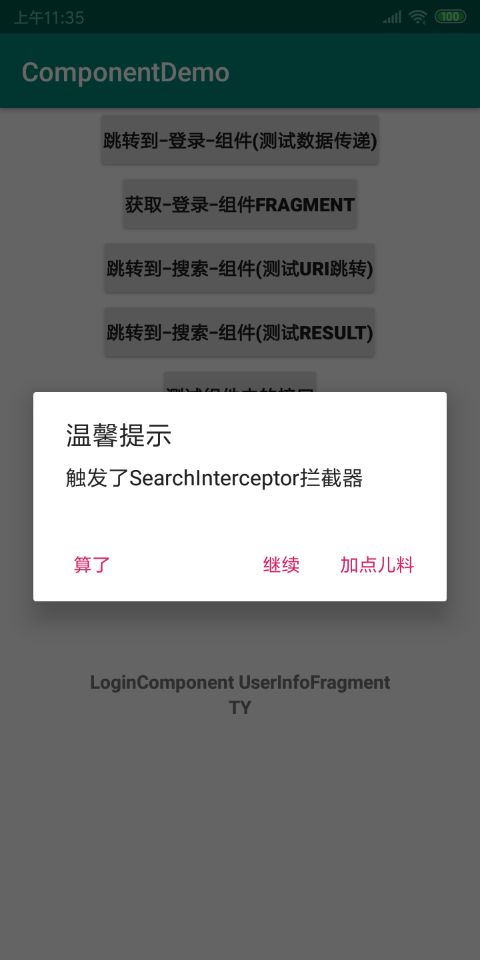 上午11:35
100
ComponentDemo
跳转到-登录-组件(测试数据传递)
获取-登录-组件FRAGMENT
跳转到-搜索-组件(测试URI跳转)
跳转到-搜索-组件(测试RESULT)
温馨提示
触发了SearchInterceptor拦截器
算了 继续 加点儿料
LoginComponent UserInfoFragment
TY